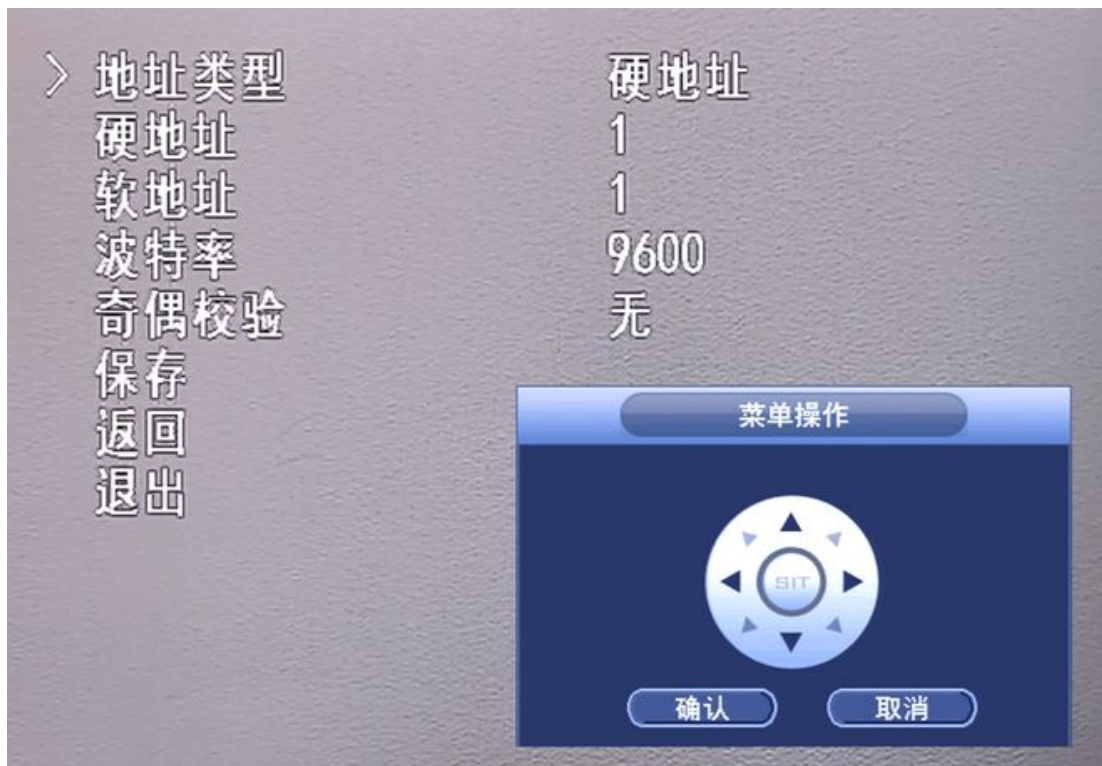 > 地址类型 硬地址
硬地址 1
软地址 1
波特率 9600
奇偶校验 无
保存
返回
退出
菜单操作
SIT
确认
取消